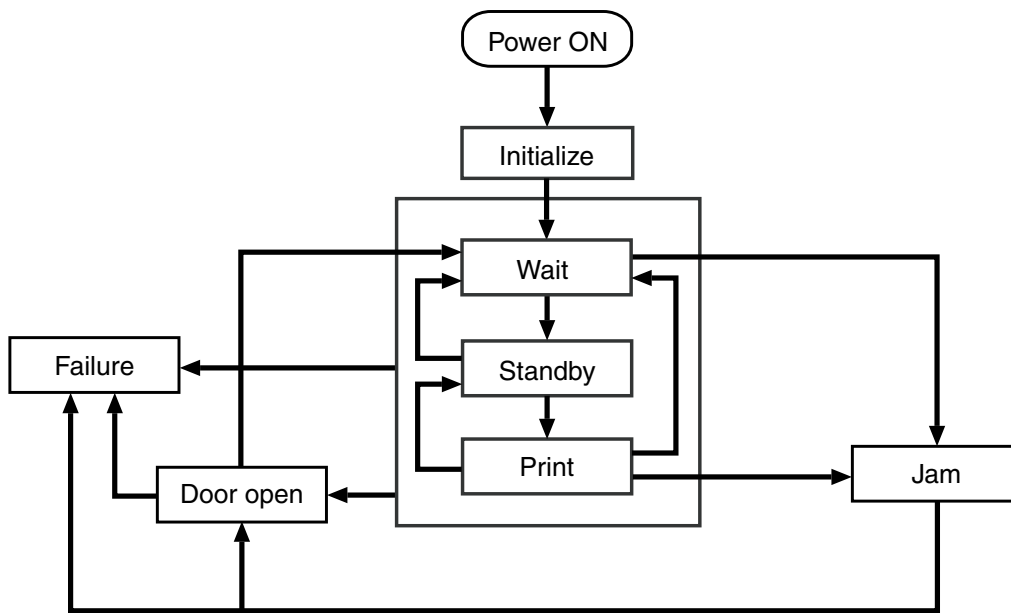 Power ON
Initialize
Wait
Failure
Standby
Print
Door open
Jam